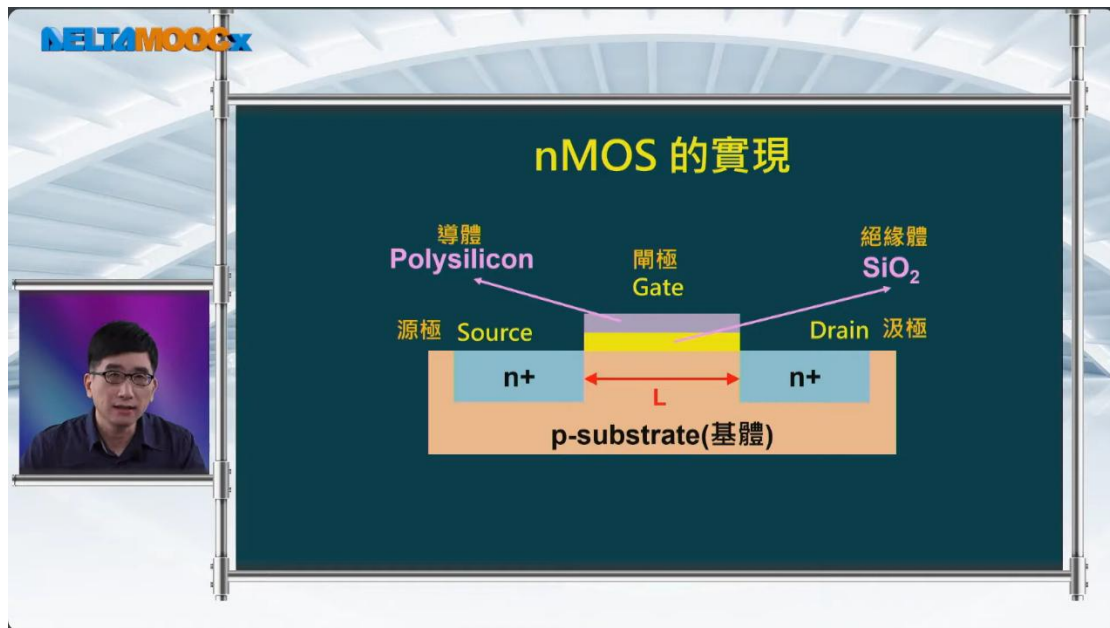 DELTAMOOCx
nMOS 的實現
導體
Polysilicon
閘極
Gate
絕緣體
SiO₂
源極 Source
Drain 汲極
n+
L
n+
p-substrate(基體)